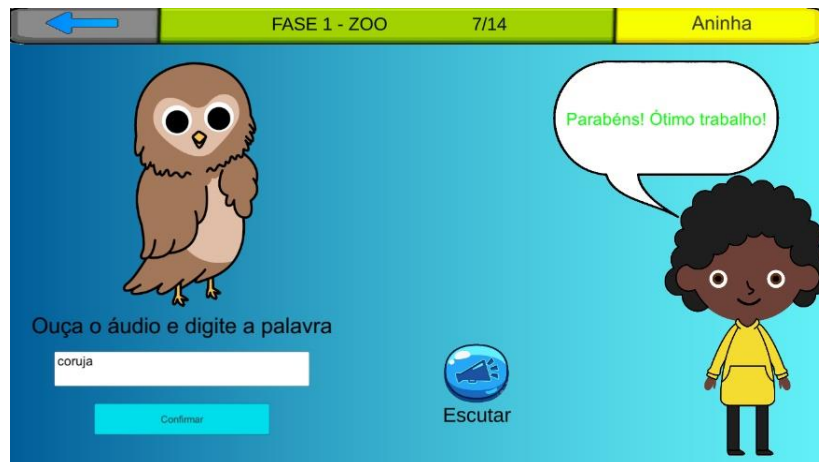 FASE 1 - ZOO 7/14 Aninha
Parabéns! Ótimo trabalho!
Ouça o áudio e digite a palavra
coruja
Confirmar
Escutar